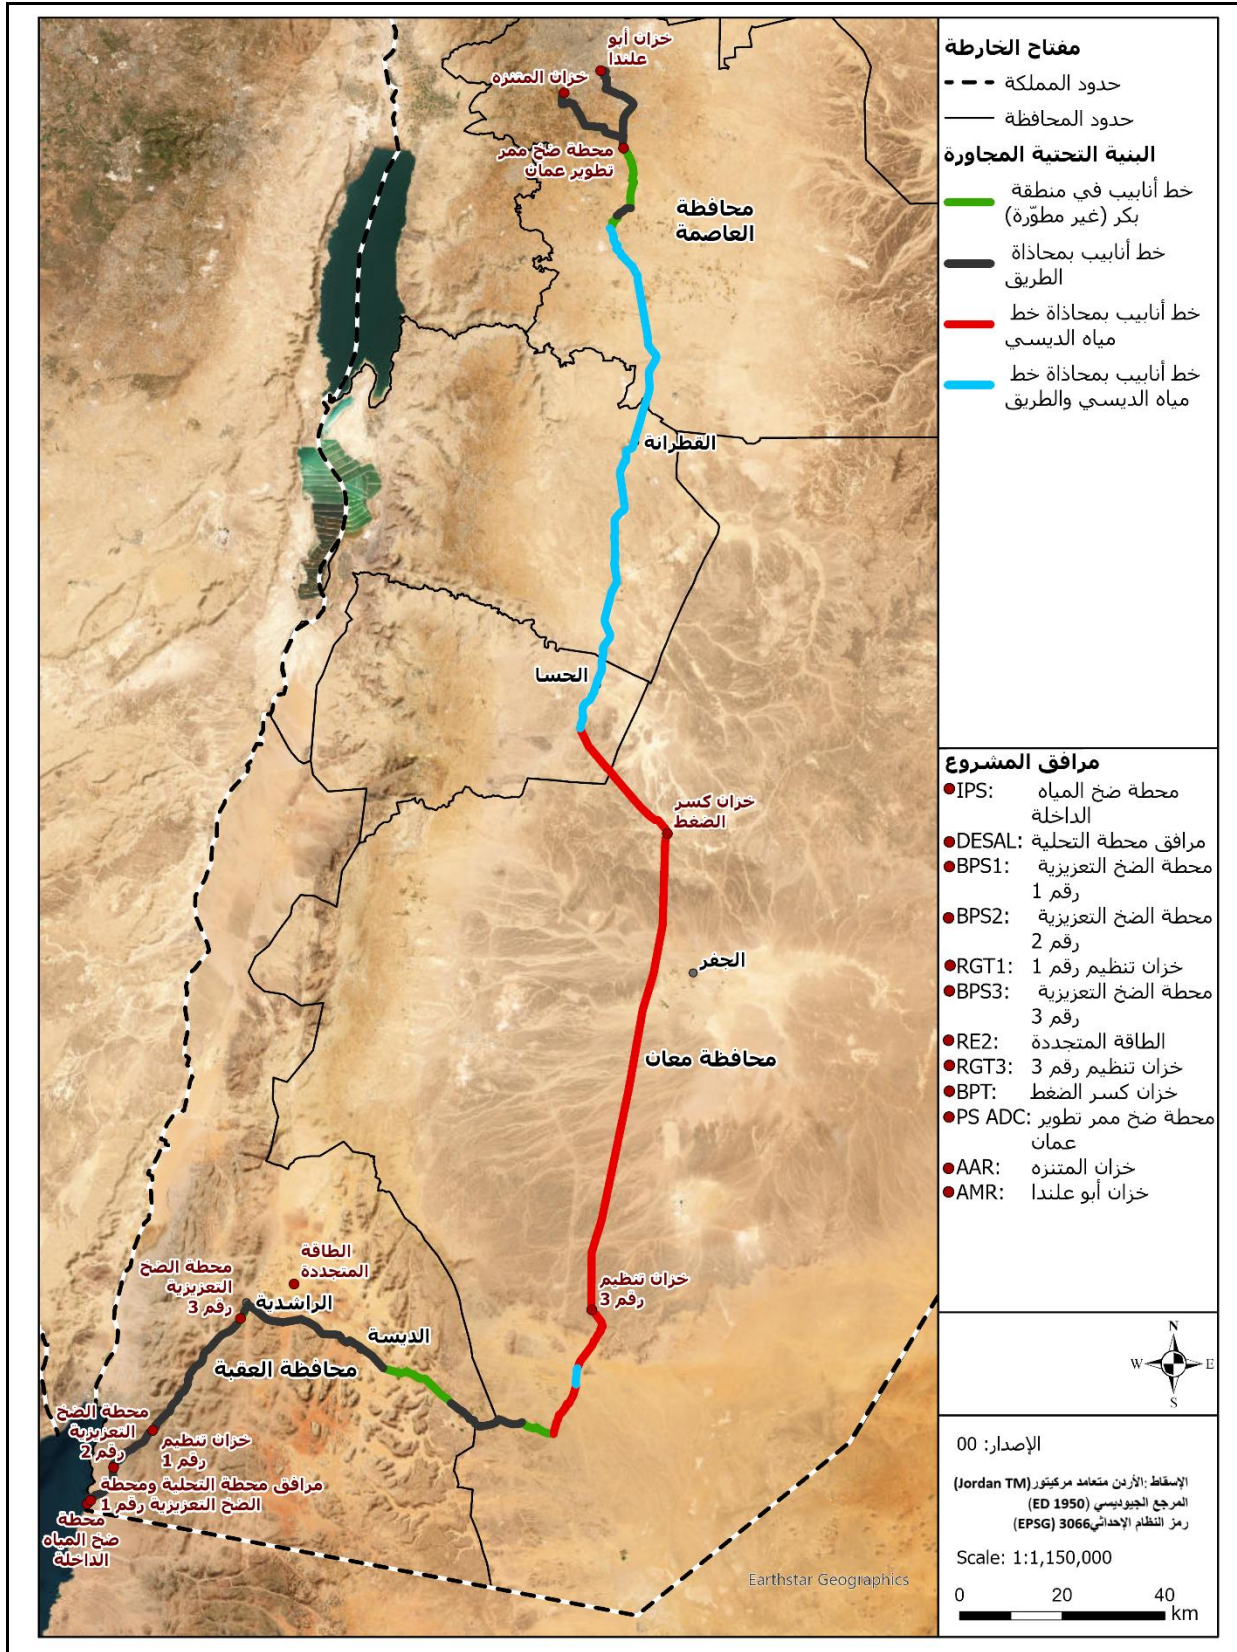 خزان أبو
علندا
خزان المتنزه
محطة ضخ ممر
تطوير عمان
محافظة
العاصمة
القطرانة
الحسا
خزان كسر
الضغط
الجفر
محافظة معان
الطاقة
المتجددة
محطة الضخ
التعزيزية
رقم 3
الراشدية
الديسة
خزان تنظيم
رقم 3
محافظة العقبة
محطة الضخ
التعزيزية
رقم 2
خزان تنظيم
رقم 1
مرافق محطة التحلية ومحطة
الضخ التعزيزية رقم 1
محطة
ضخ المياه
الداخلة
Earthstar Geographics
مفتاح الخارطة
حدود المملكة
حدود المحافظة
البنية التحتية المجاورة
خط أنابيب في منطقة
بكر (غير مطوّرة)
خط أنابيب بمحاذاة
الطريق
خط أنابيب بمحاذاة خط
مياه الديسي
خط أنابيب بمحاذاة خط
مياه الديسي والطريق
مرافق المشروع
IPS: محطة ضخ المياه
الداخلة
DESAL: مرافق محطة التحلية
BPS1: محطة الضخ التعزيزية
رقم 1
BPS2: محطة الضخ التعزيزية
رقم 2
RGT1: خزان تنظيم رقم 1
BPS3: محطة الضخ التعزيزية
رقم 3
RE2: الطاقة المتجددة
RGT3: خزان تنظيم رقم 3
BPT: خزان كسر الضغط
PS ADC: محطة ضخ ممر تطوير
عمان
AAR: خزان المتنزه
AMR: خزان أبو علندا
N
W E
S
الإصدار: 00
الإسقاط :الأردن متعامد مركيتور(Jordan TM)
المرجع الجيوديسي (ED 1950)
رمز النظام الإحداثي3066 (EPSG)
Scale: 1:1,150,000
0 20 40
km